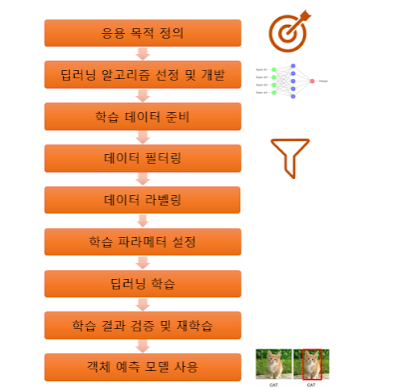 응용 목적 정의
딥러닝 알고리즘 선정 및 개발
학습 데이터 준비
데이터 필터링
데이터 라벨링
학습 파라메터 설정
딥러닝 학습
학습 결과 검증 및 재학습
객체 예측 모델 사용
CAT
CAT